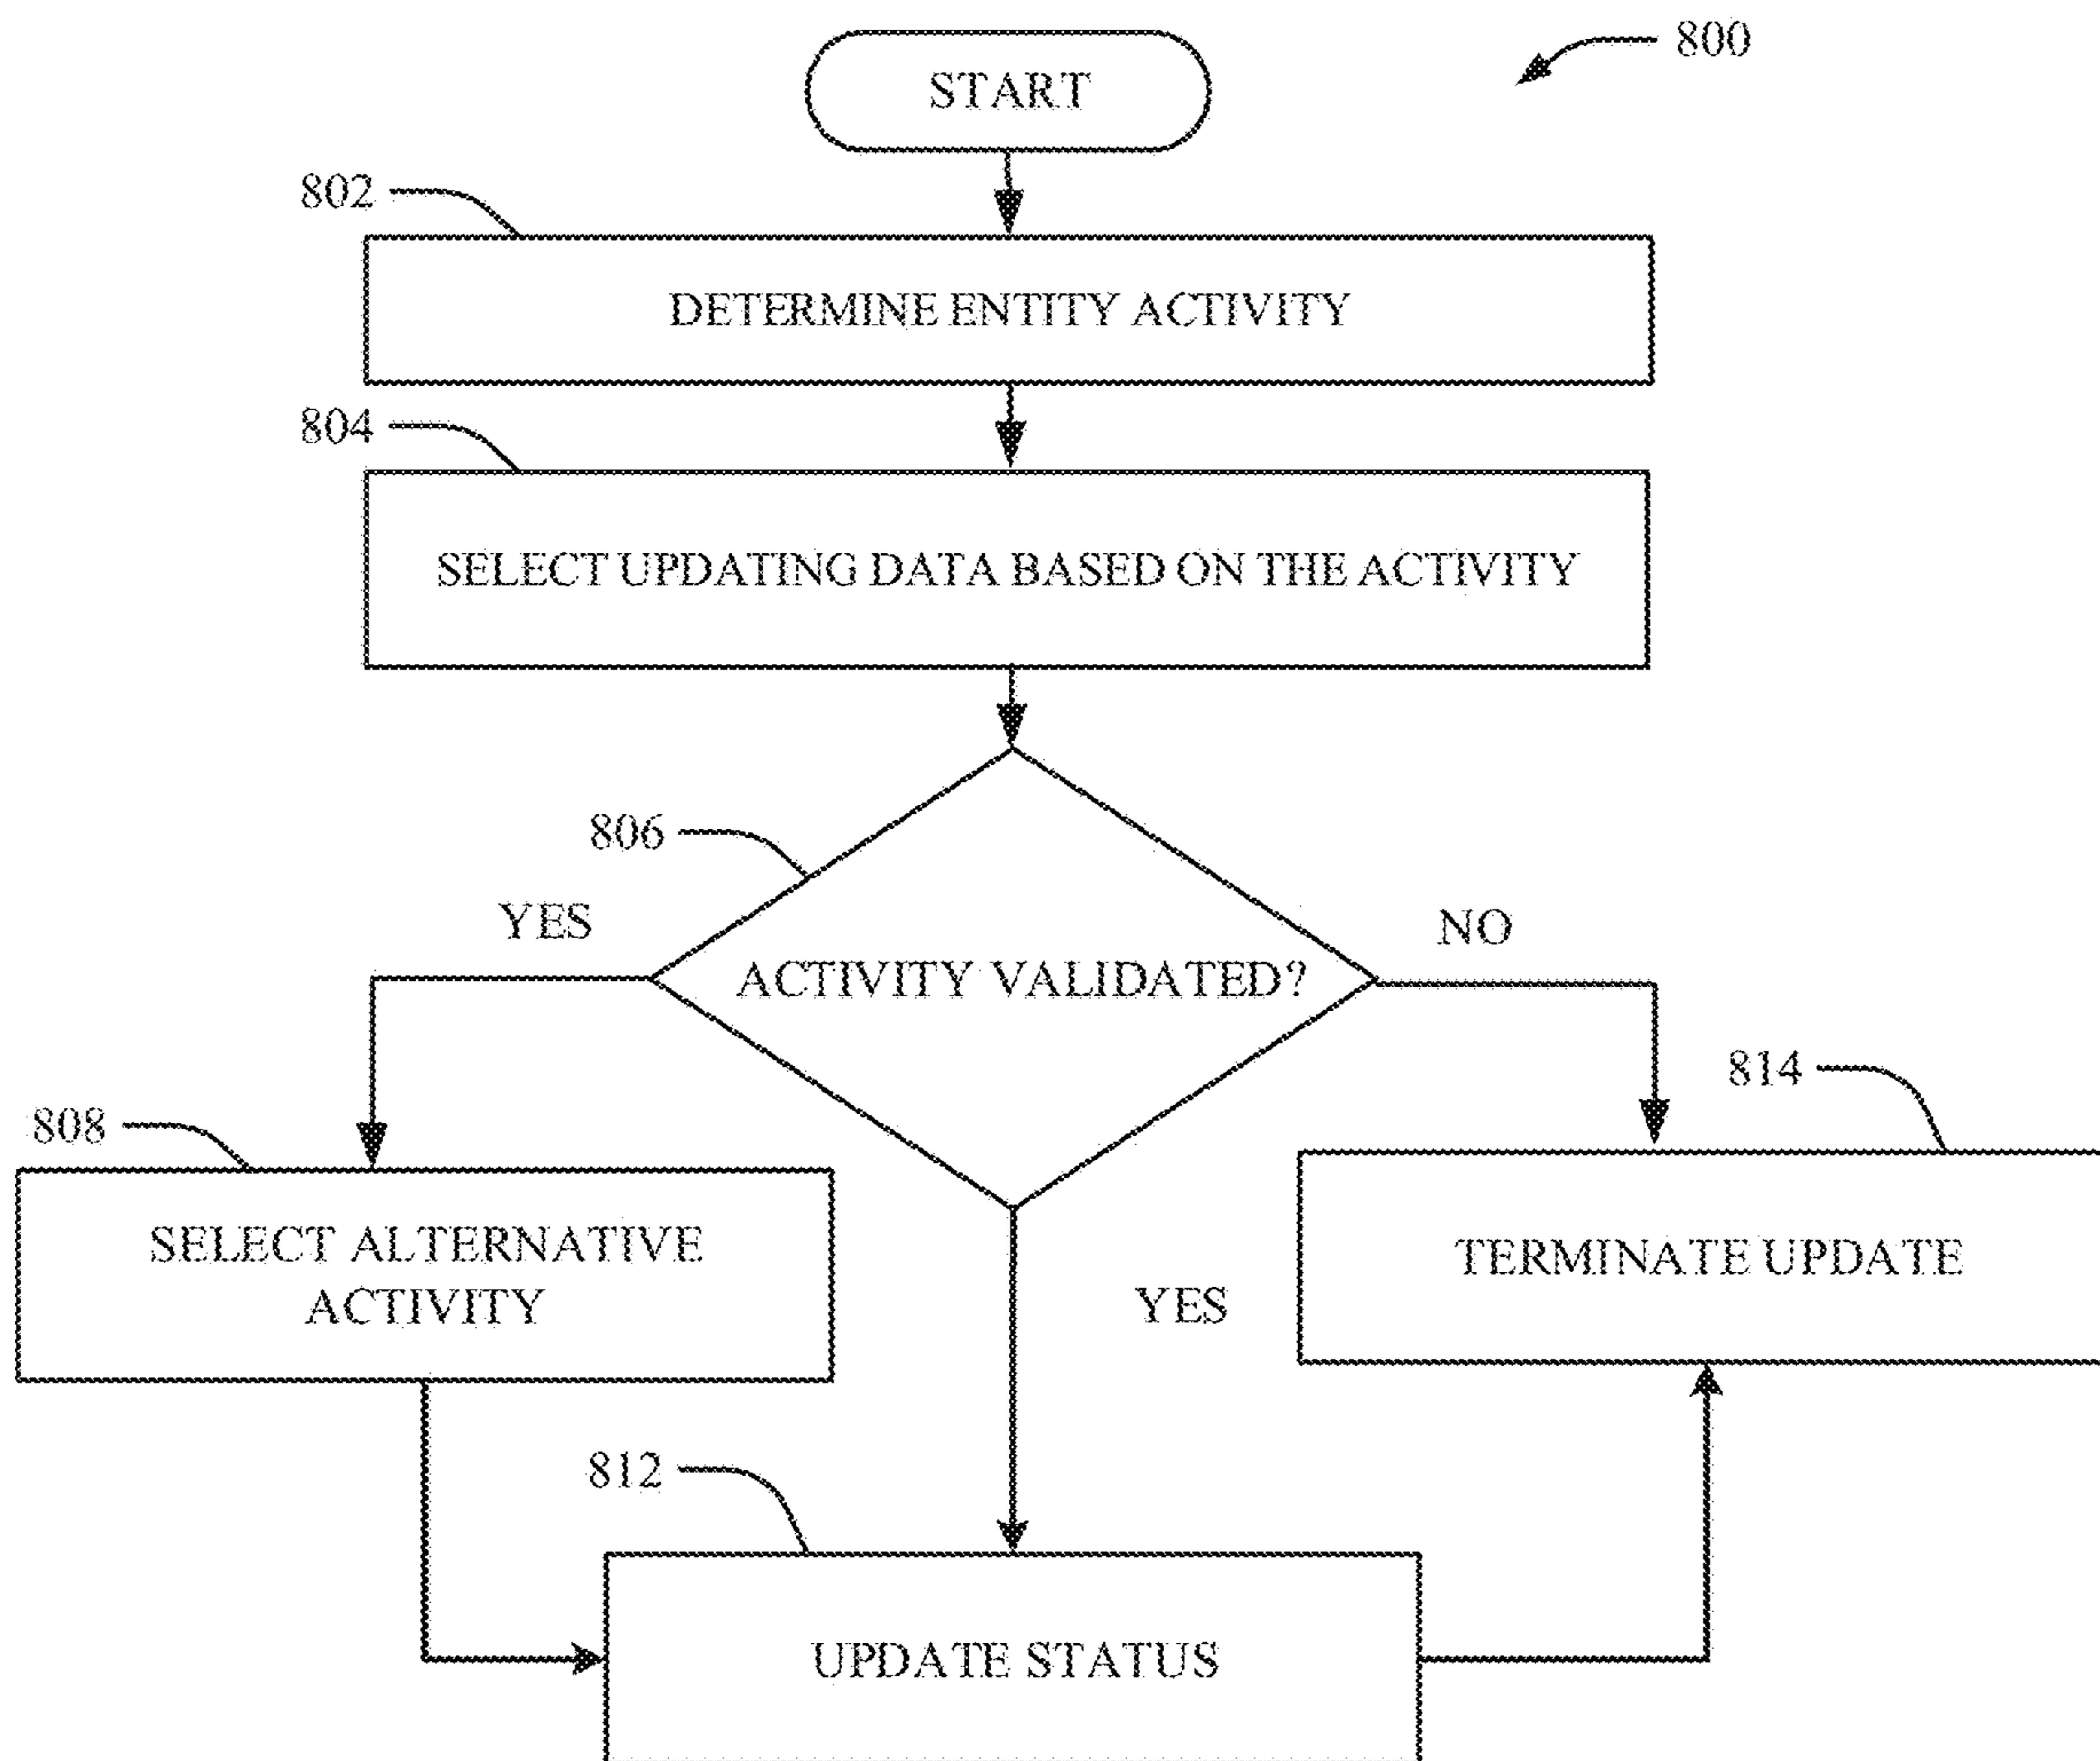 START
800
802
DETERMINE ENTITY ACTIVITY
804
SELECT UPDATING DATA BASED ON THE ACTIVITY
806
YES
NO
ACTIVITY VALIDATED?
814
808
SELECT ALTERNATIVE
ACTIVITY
TERMINATE UPDATE
YES
812
UPDATE STATUS